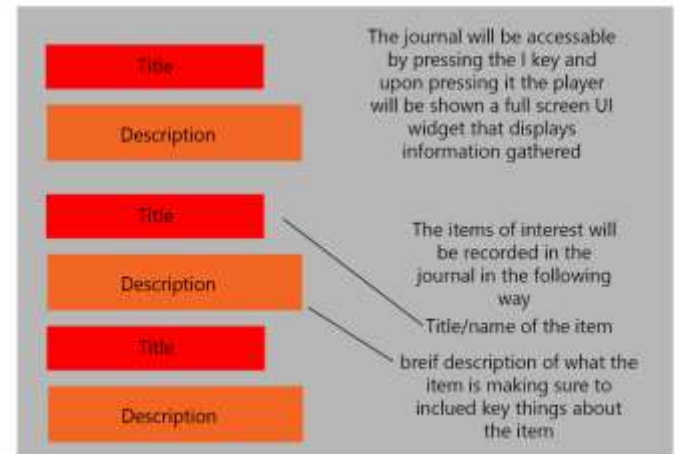 Title
Description
Title
Description
Title
Description
The journal will be accessable
by pressing the I key and
upon pressing it the player
will be shown a full screen UI
widget that displays
information gathered
The items of interest will
be recorded in the
journal in the following
way
Title/name of the item
breif description of what the
item is making sure to
inclued key things about
the item